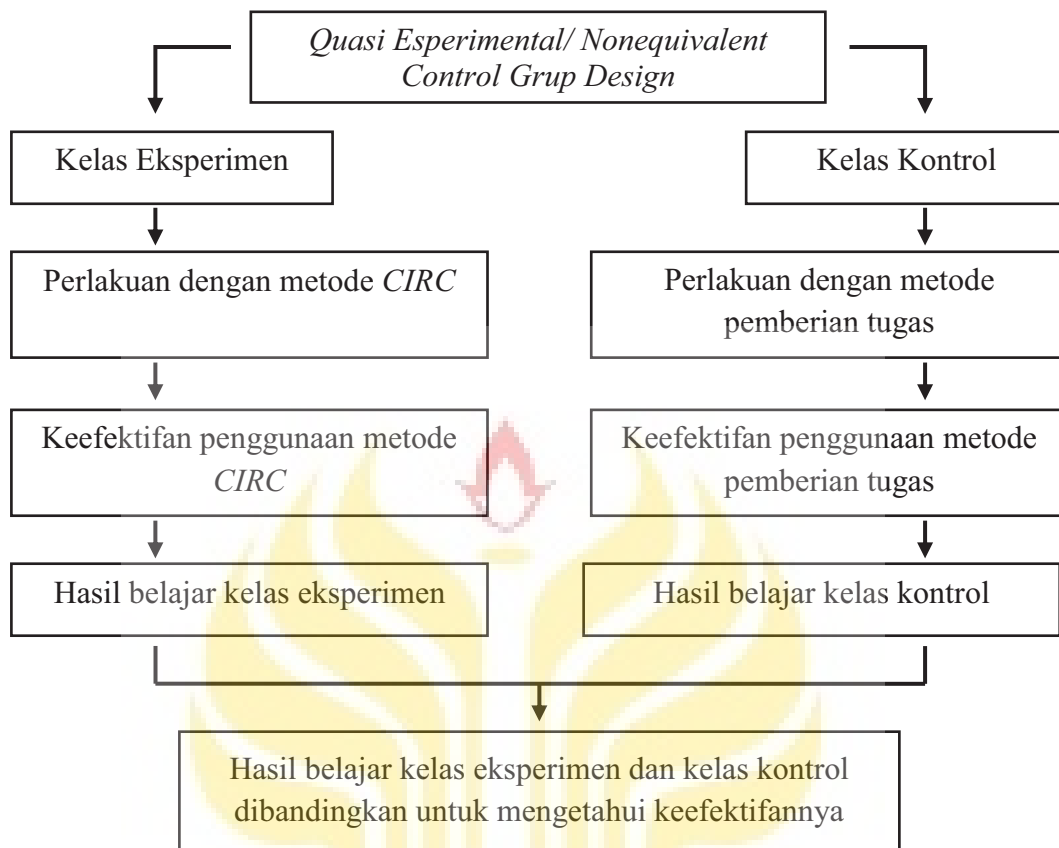 Quasi Esperimental/ Nonequivalent
Control Grup Design
Kelas Eksperimen
Kelas Kontrol
Perlakuan dengan metode CIRC
Perlakuan dengan metode
pemberian tugas
Keefektifan penggunaan metode
CIRC
Keefektifan penggunaan metode
pemberian tugas
Hasil belajar kelas eksperimen
Hasil belajar kelas kontrol
Hasil belajar kelas eksperimen dan kelas kontrol
dibandingkan untuk mengetahui keefektifannya